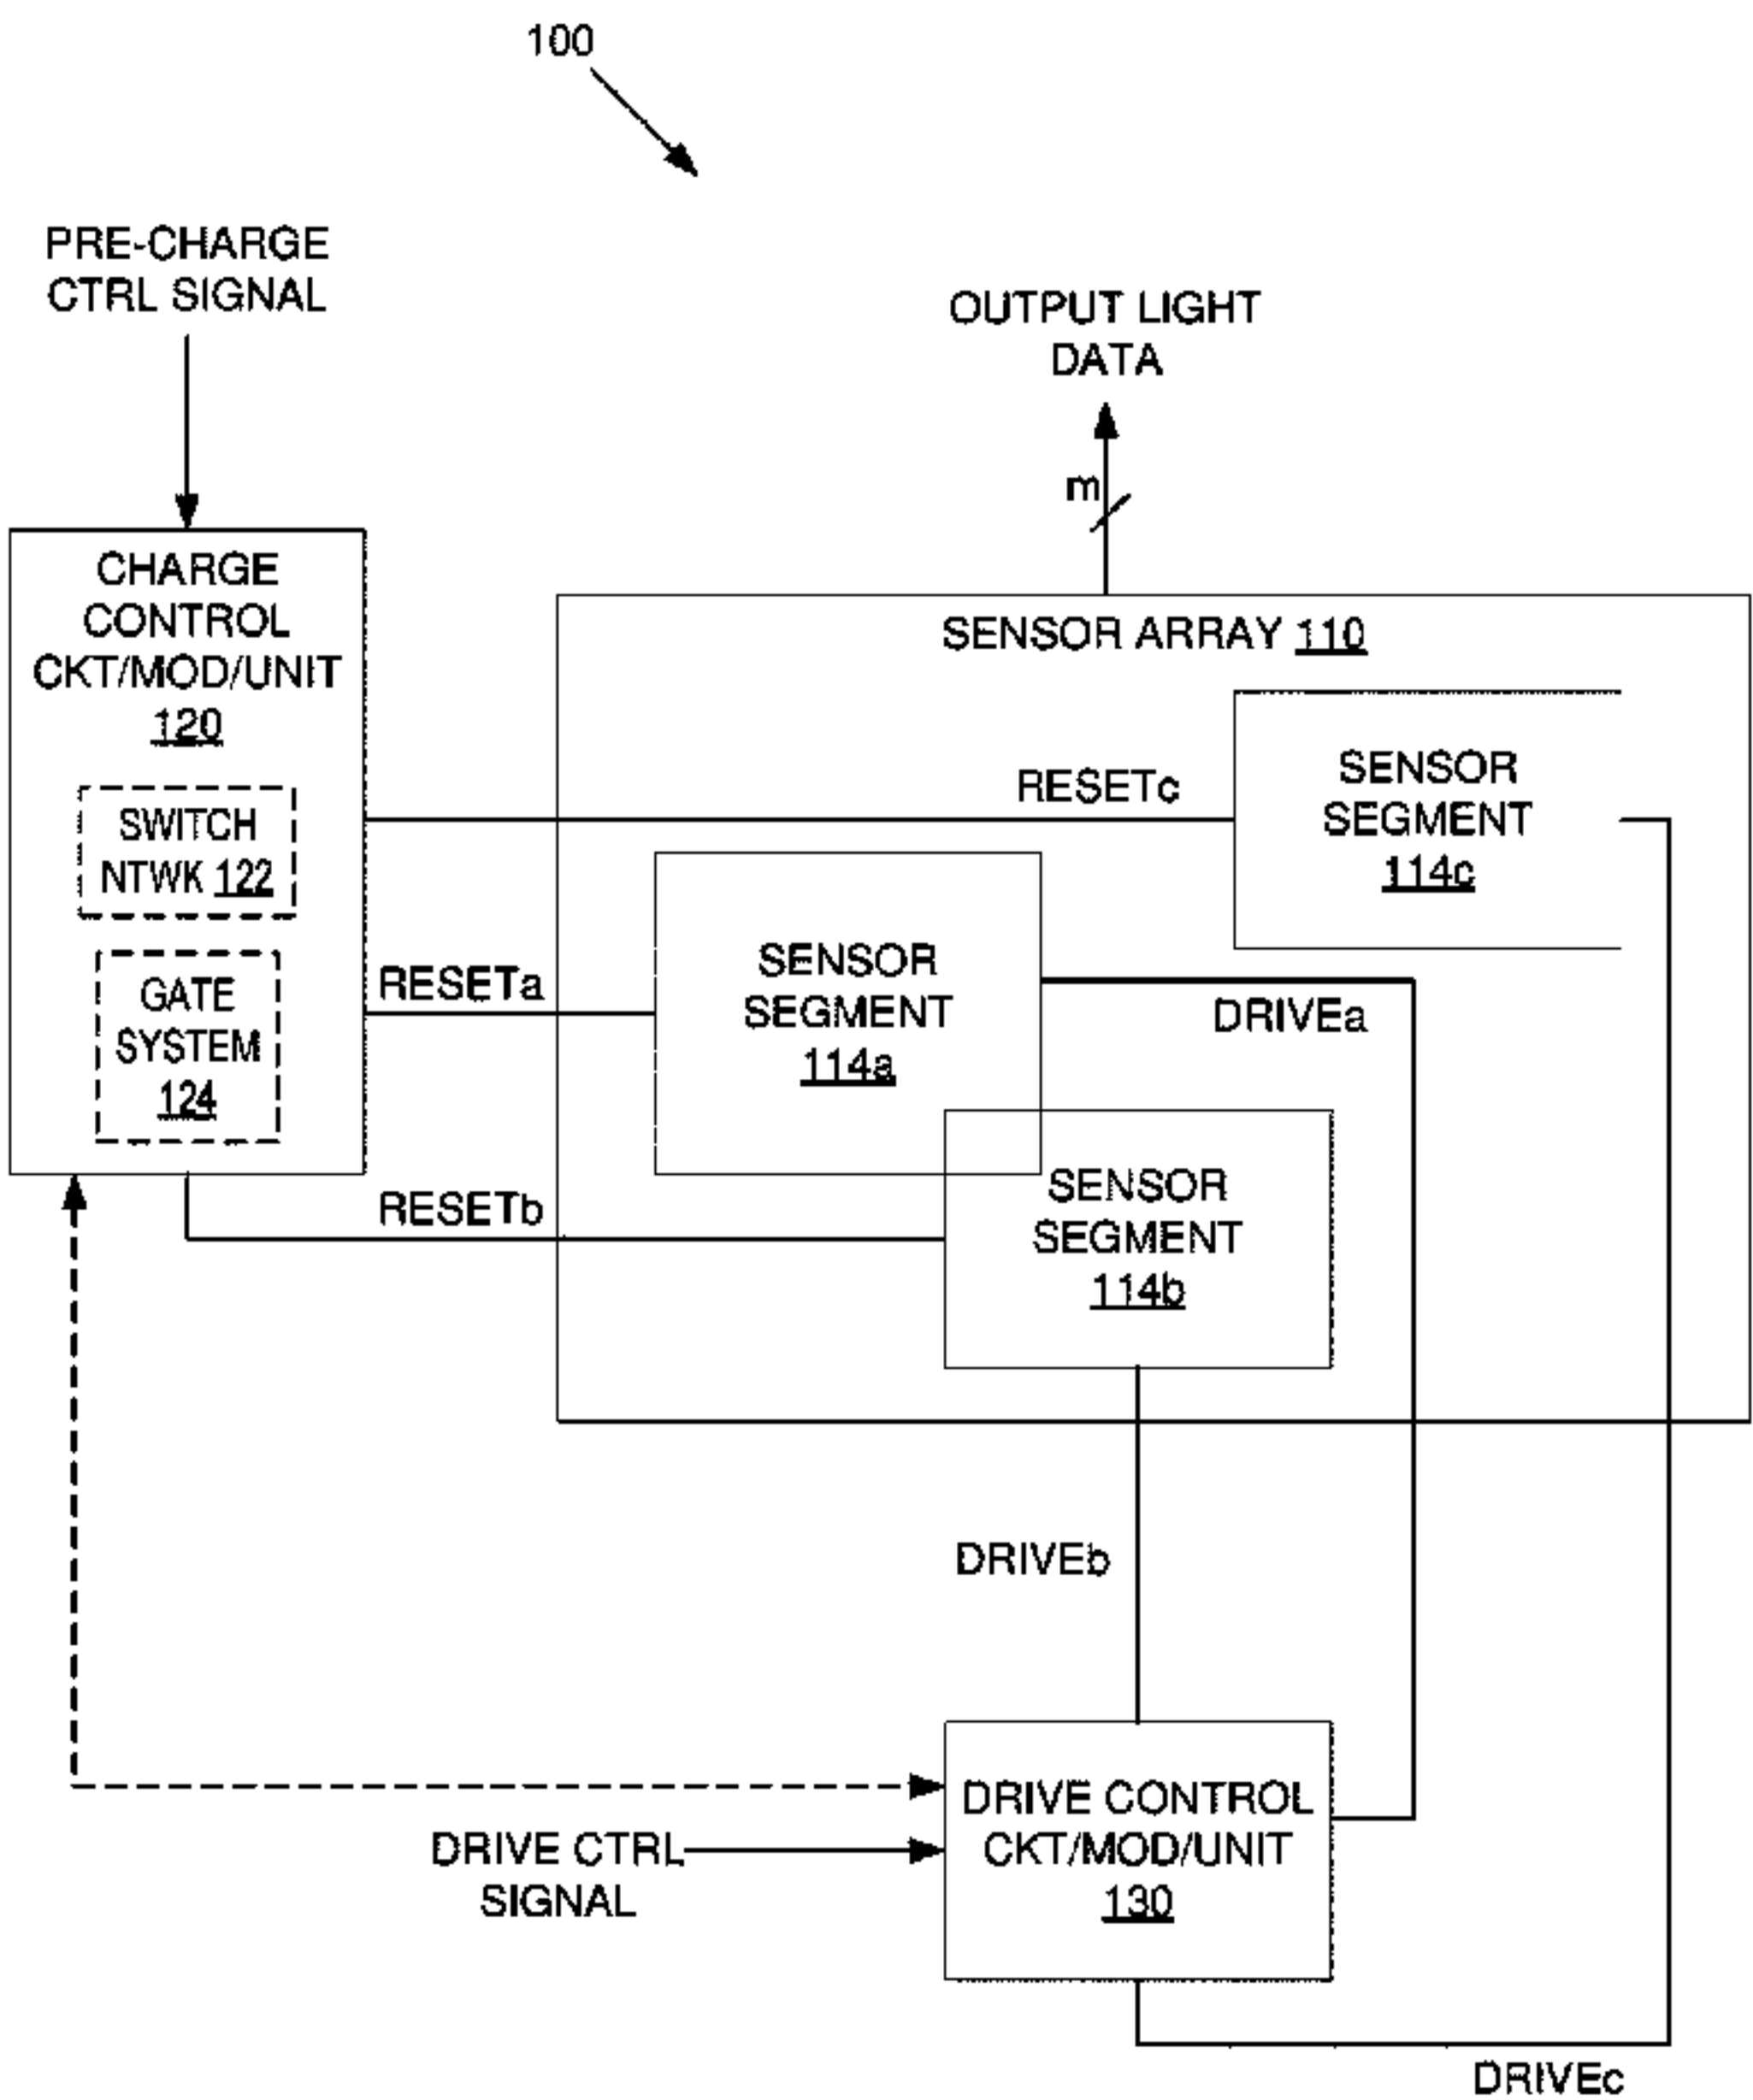 100
PRE-CHARGE
CTRL SIGNAL
OUTPUT LIGHT
DATA
m
CHARGE
CONTROL
CKT/MOD/UNIT
120
SWITCH
NTWK 122
GATE
SYSTEM
124
SENSOR ARRAY 110
RESETc
SENSOR
SEGMENT
114c
RESETa
SENSOR
SEGMENT
114a
DRIVEa
RESETb
SENSOR
SEGMENT
114b
DRIVEb
DRIVE CTRL
SIGNAL
DRIVE CONTROL
CKT/MOD/UNIT
130
DRIVEc